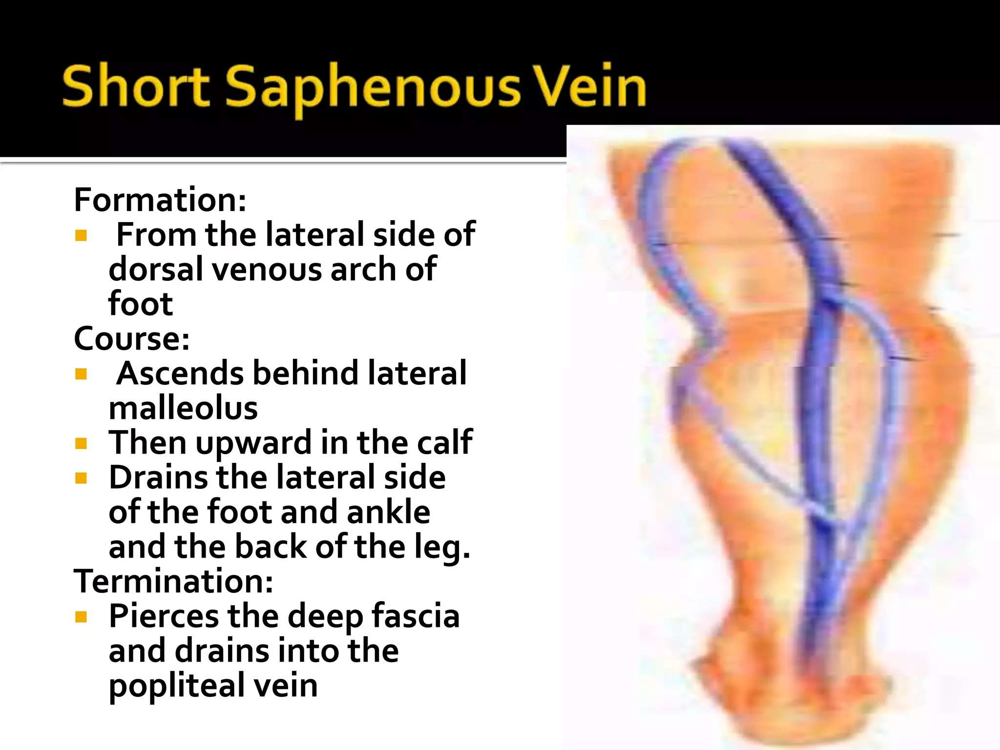 Short Saphenous Vein
Formation:
▪ From the lateral side of
dorsal venous arch of
foot
Course:
▪ Ascends behind lateral
malleolus
▪ Then upward in the calf
▪ Drains the lateral side
of the foot and ankle
and the back of the leg.
Termination:
▪ Pierces the deep fascia
and drains into the
popliteal vein